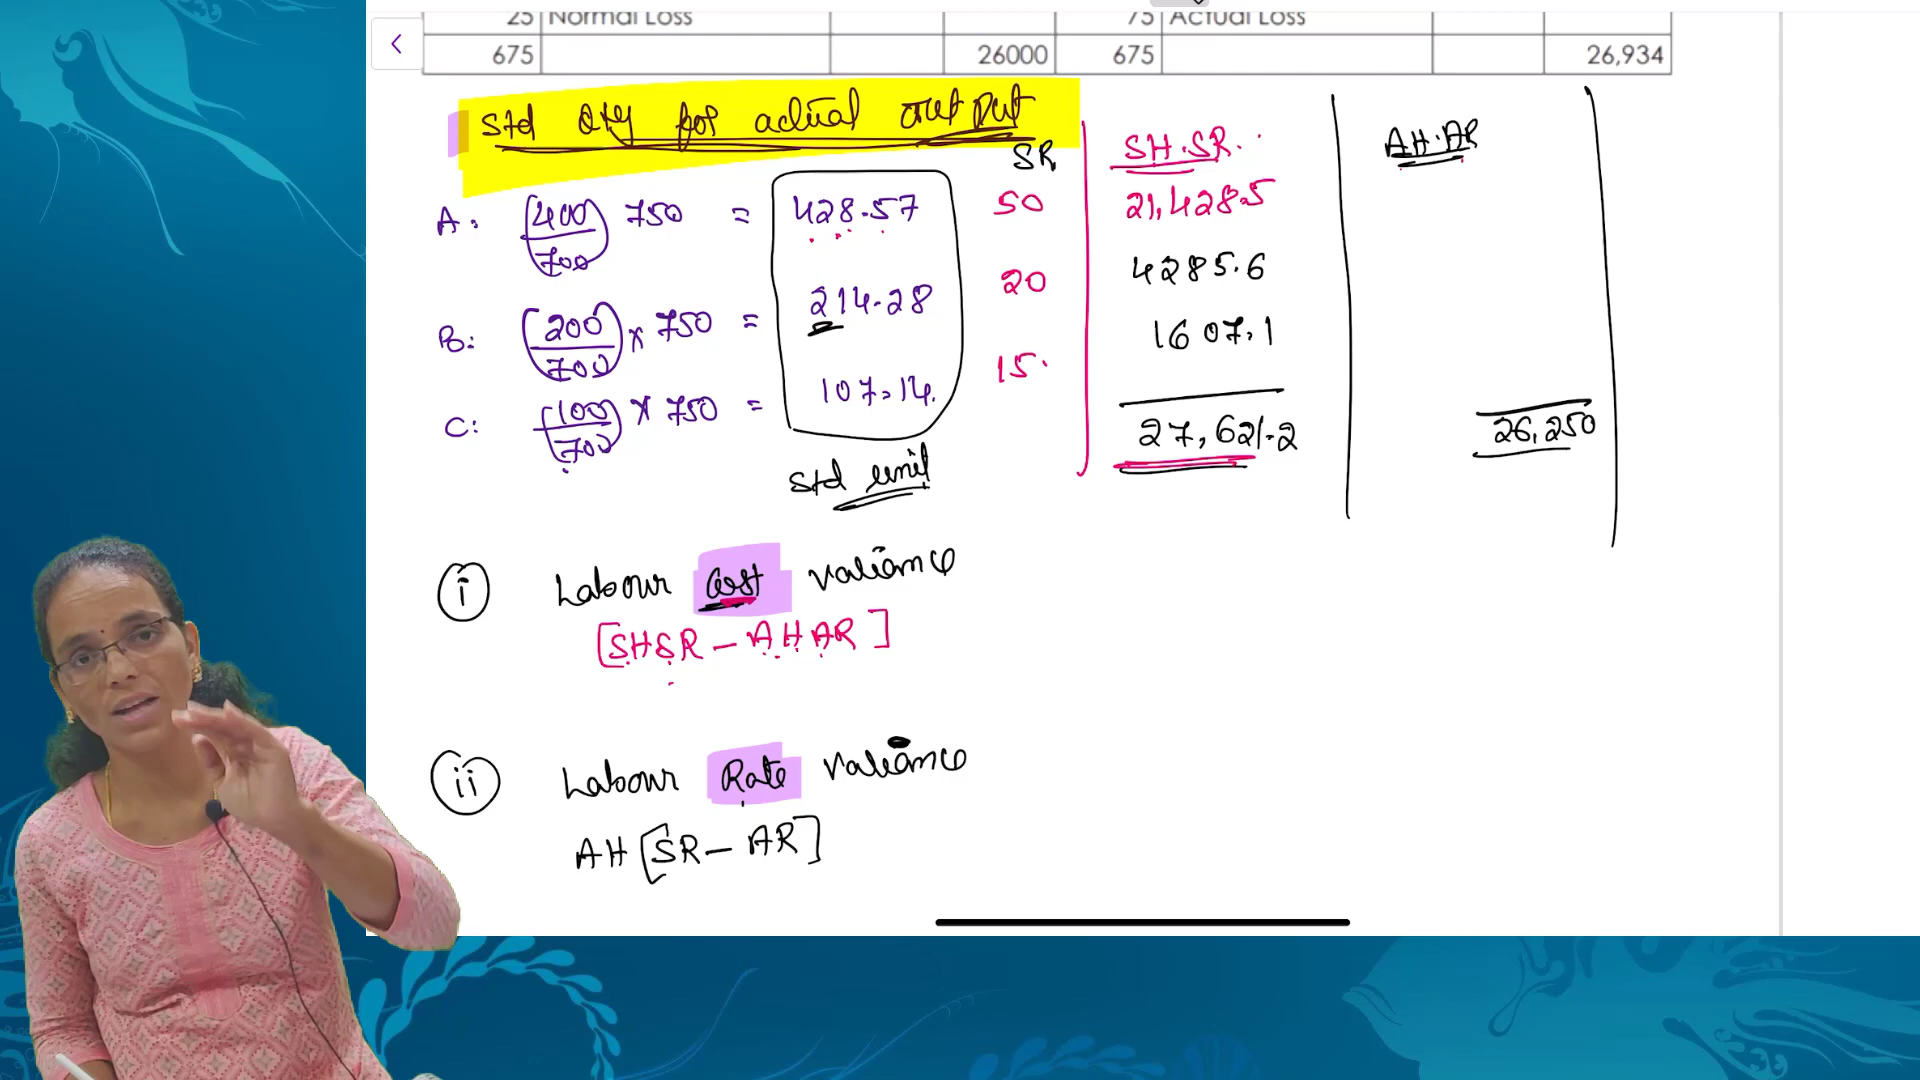 25 Normal Loss 75 Actual Loss
675 26000 675 26,934
Std Qty for actual output
SR SH.SR. AH.AR
A: (400/700) 750 = 428.57 50 21,428.5
B: (200/700) x 750 = 214.28 20 4285.6
C: (100/700) x 750 = 107.14. 15. 1607.1
27,621.2 26,250
Std unit
i Labour Cost variance
[SHSR - AHAR]
ii Labour Rate variance
AH[SR - AR]